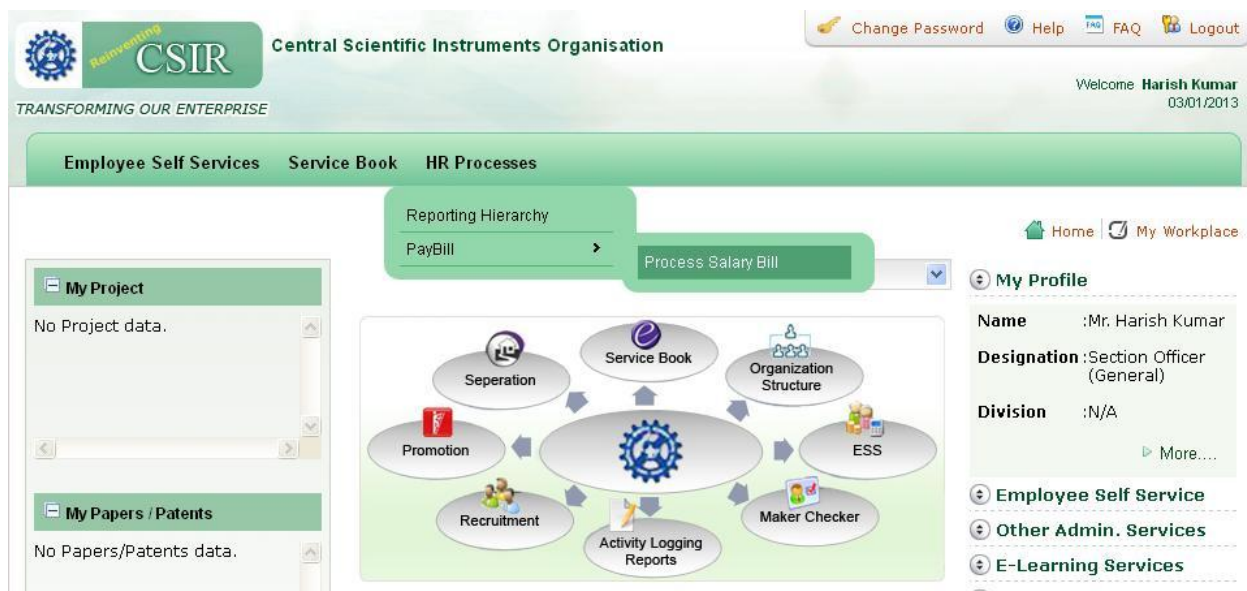 Change Password Help FAQ FAQ Logout
Reinventing
CSIR
Central Scientific Instruments Organisation
TRANSFORMING OUR ENTERPRISE
Welcome Harish Kumar
03/01/2013
Employee Self Services Service Book HR Processes
Reporting Hierarchy
PayBill
Process Salary Bill
Home My Workplace
My Project
No Project data.
My Papers / Patents
No Papers/Patents data.
Service Book
Organization
Structure
Seperation
Promotion
ESS
Recruitment
Maker Checker
Activity Logging
Reports
My Profile
Name :Mr. Harish Kumar
Designation :Section Officer
(General)
Division :N/A
More....
Employee Self Service
Other Admin. Services
E-Learning Services